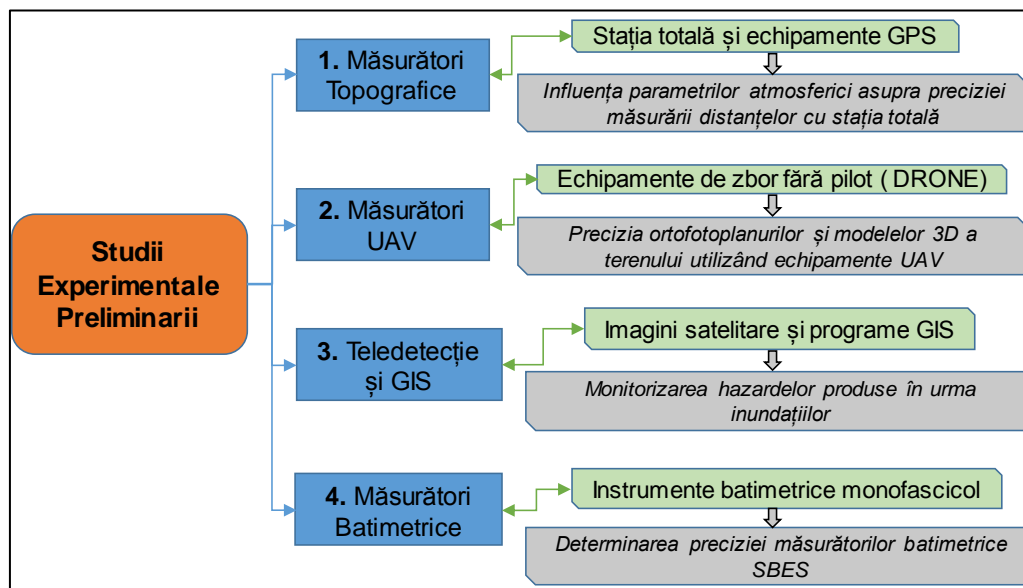 Studii
Experimentale
Preliminarii
1. Măsurători
Topografice
Stația totală și echipamente GPS
Influența parametrilor atmosferici asupra preciziei
măsurării distanțelor cu stația totală
2. Măsurători
UAV
Echipamente de zbor fără pilot ( DRONE)
Precizia ortofotoplanurilor și modelelor 3D a
terenului utilizând echipamente UAV
3. Teledetecție
și GIS
Imagini satelitare și programe GIS
Monitorizarea hazardelor produse în urma
inundațiilor
4. Măsurători
Batimetrice
Instrumente batimetrice monofascicol
Determinarea preciziei măsurătorilor batimetrice
SBES